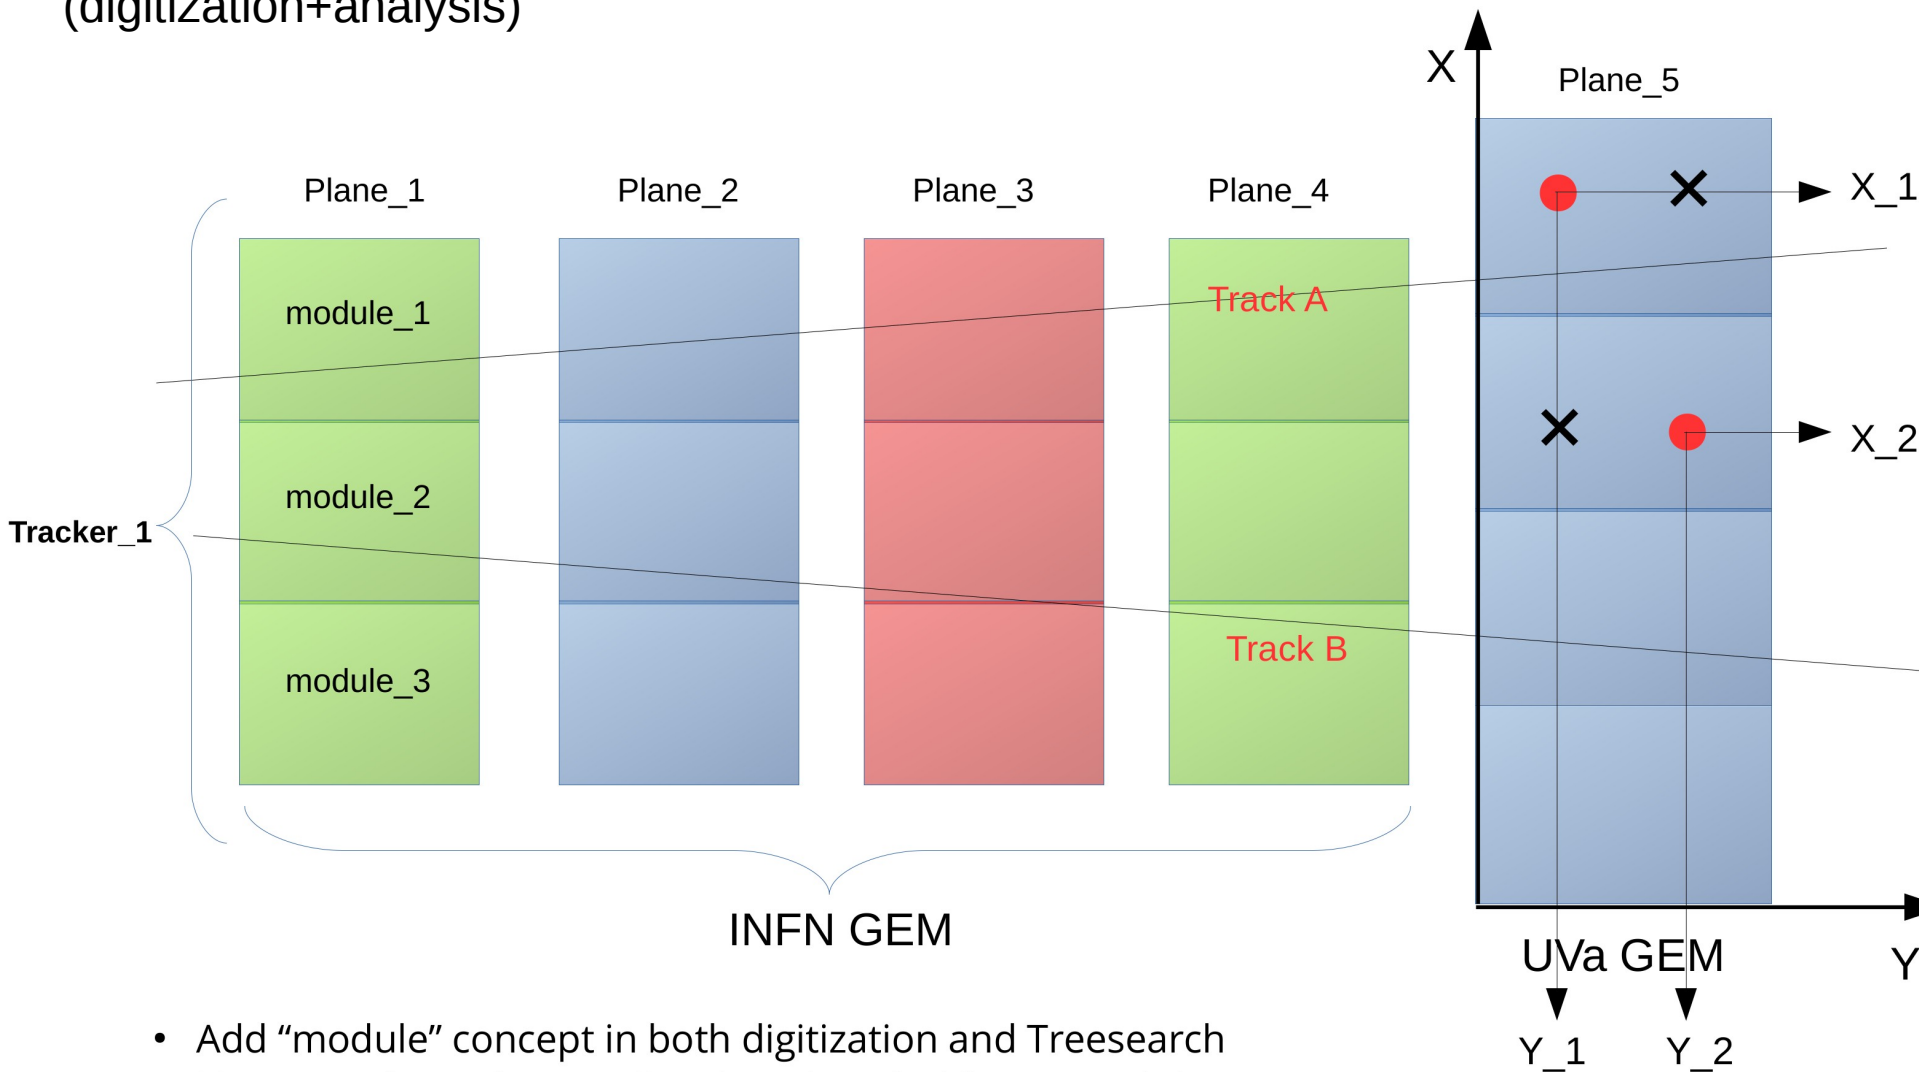 (digitization+analysis)
X
Plane_5
Plane_1
Plane_2
Plane_3
Plane_4
X_1
module_1
Track A
X_2
module_2
Tracker_1
Track B
module_3
INFN GEM
UVa GEM
Y
• Add “module” concept in both digitization and Treesearch
Y_1
Y_2